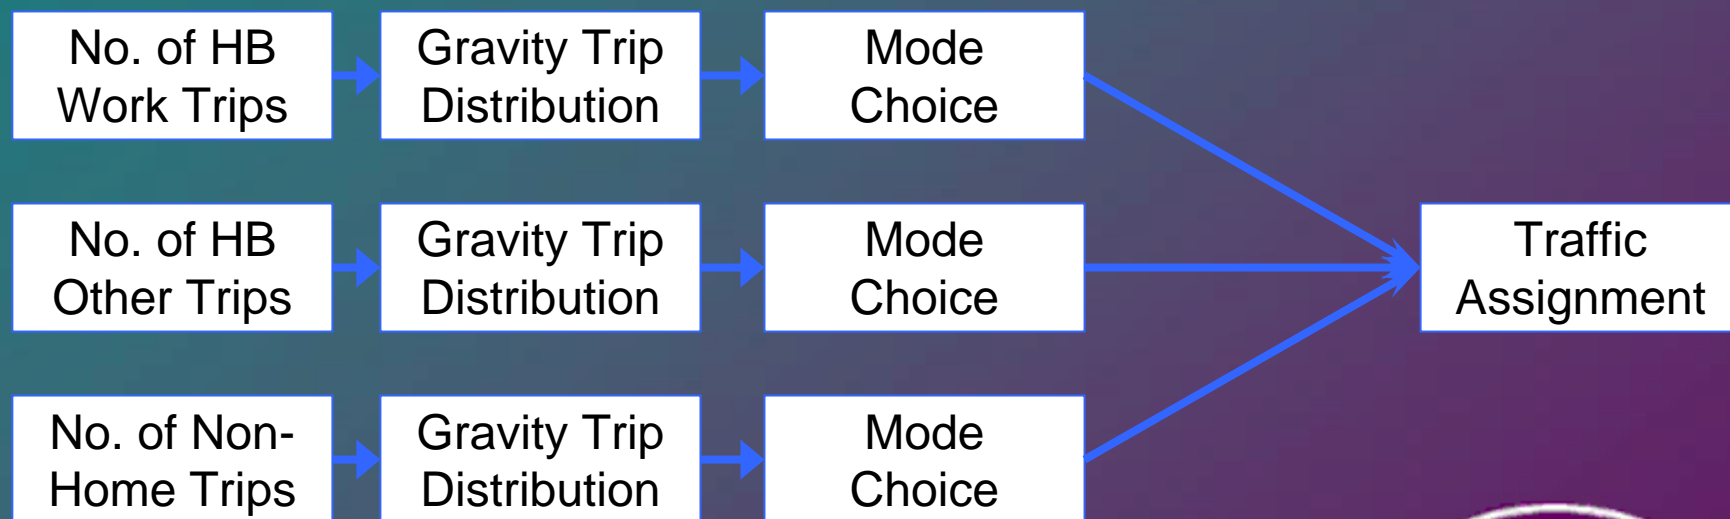 No. of HB
Work Trips
Gravity Trip
Distribution
Mode
Choice
No. of HB
Other Trips
Gravity Trip
Distribution
Mode
Choice
Traffic
Assignment
No. of Non-
Home Trips
Gravity Trip
Distribution
Mode
Choice